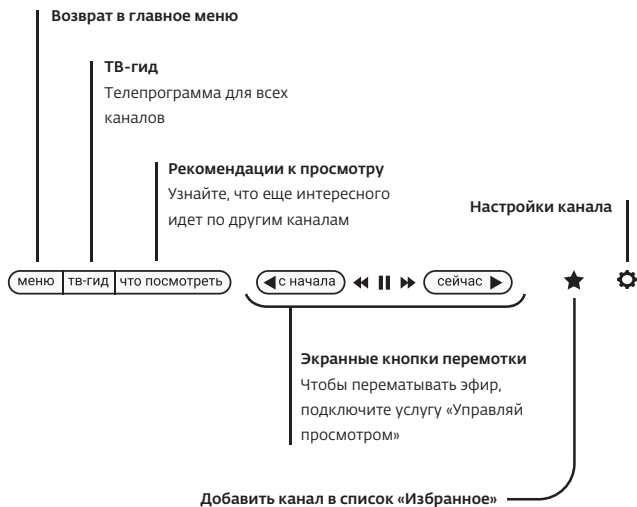 Возврат в главное меню
ТВ-гид
Телепрограмма для всех
каналов
Рекомендации к просмотру
Узнайте, что еще интересного
идет по другим каналам
Настройки канала
меню тв-гид что посмотреть с начала сейчас
Экранные кнопки перемотки
Чтобы перематывать эфир,
подключите услугу «Управляй
просмотром»
Добавить канал в список «Избранное»